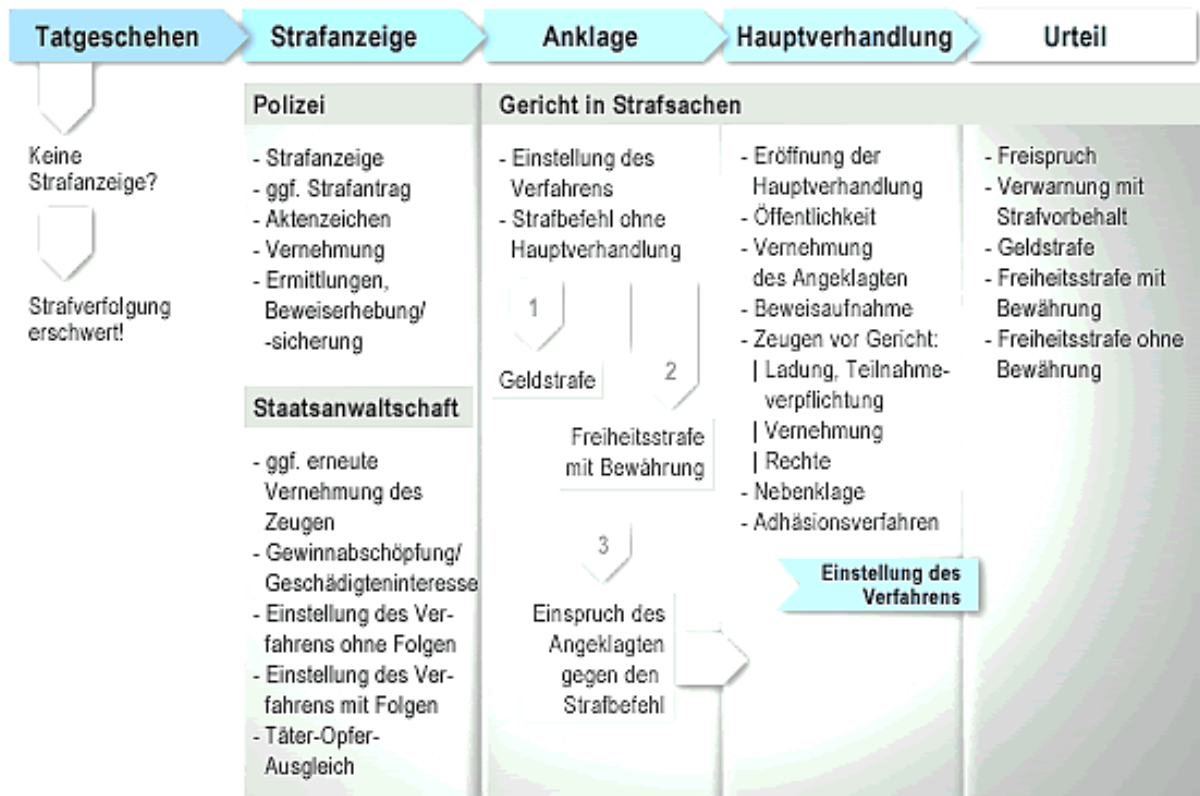 Tatgeschehen
Strafanzeige
Anklage
Hauptverhandlung
Urteil
Keine
Strafanzeige?
Strafverfolgung
erschwert!
Polizei
- Strafanzeige
- ggf. Strafantrag
- Aktenzeichen
- Vernehmung
- Ermittlungen,
Beweiserhebung/
-sicherung
Staatsanwaltschaft
- ggf. erneute
Vernehmung des
Zeugen
- Gewinnabschöpfung/
Geschädigteninteresse
- Einstellung des Ver-
fahrens ohne Folgen
- Einstellung des Ver-
fahrens mit Folgen
- Täter-Opfer-
Ausgleich
Gericht in Strafsachen
- Einstellung des
Verfahrens
- Strafbefehl ohne
Hauptverhandlung
1
Geldstrafe
2
Freiheitsstrafe
mit Bewährung
3
Einspruch des
Angeklagten
gegen den
Strafbefehl
- Eröffnung der
Hauptverhandlung
- Öffentlichkeit
- Vernehmung
des Angeklagten
- Beweisaufnahme
- Zeugen vor Gericht:
| Ladung, Teilnahme-
verpflichtung
| Vernehmung
| Rechte
- Nebenklage
- Adhäsionsverfahren
Einstellung des
Verfahrens
- Freispruch
- Verwarnung mit
Strafvorbehalt
- Geldstrafe
- Freiheitsstrafe mit
Bewährung
- Freiheitsstrafe ohne
Bewährung